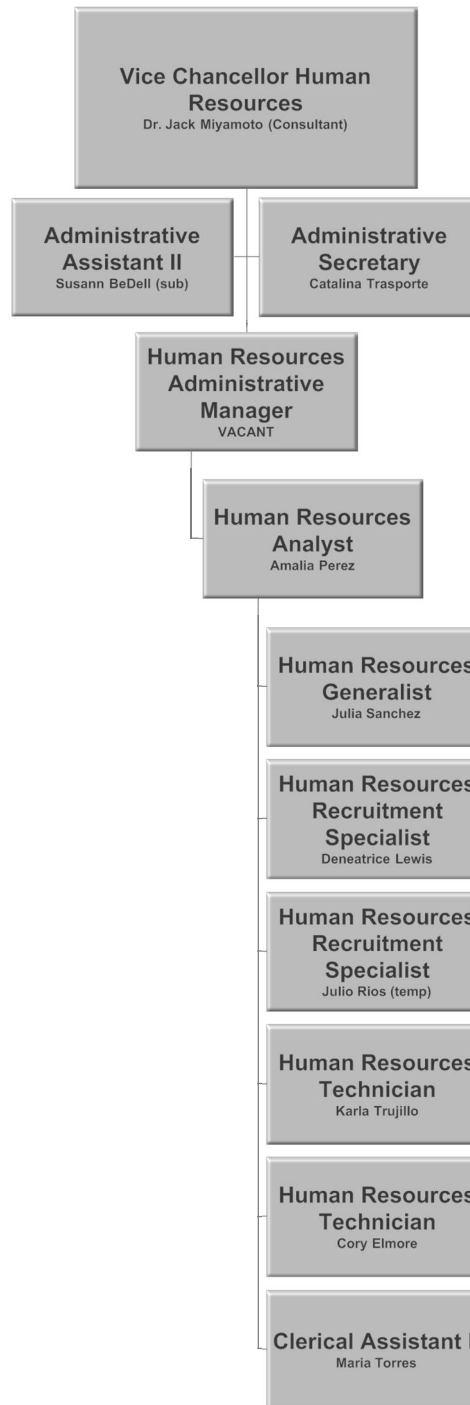 Vice Chancellor Human
Resources
Dr. Jack Miyamoto (Consultant)
Administrative
Assistant II
Susann BeDell (sub)
Administrative
Secretary
Catalina Trasporte
Human Resources
Administrative
Manager
VACANT
Human Resources
Analyst
Amalia Perez
Human Resources
Generalist
Julia Sanchez
Human Resources
Recruitment
Specialist
Deneatrice Lewis
Human Resources
Recruitment
Specialist
Julio Rios (temp)
Human Resources
Technician
Karla Trujillo
Human Resources
Technician
Cory Elmore
Clerical Assistant
Maria Torres